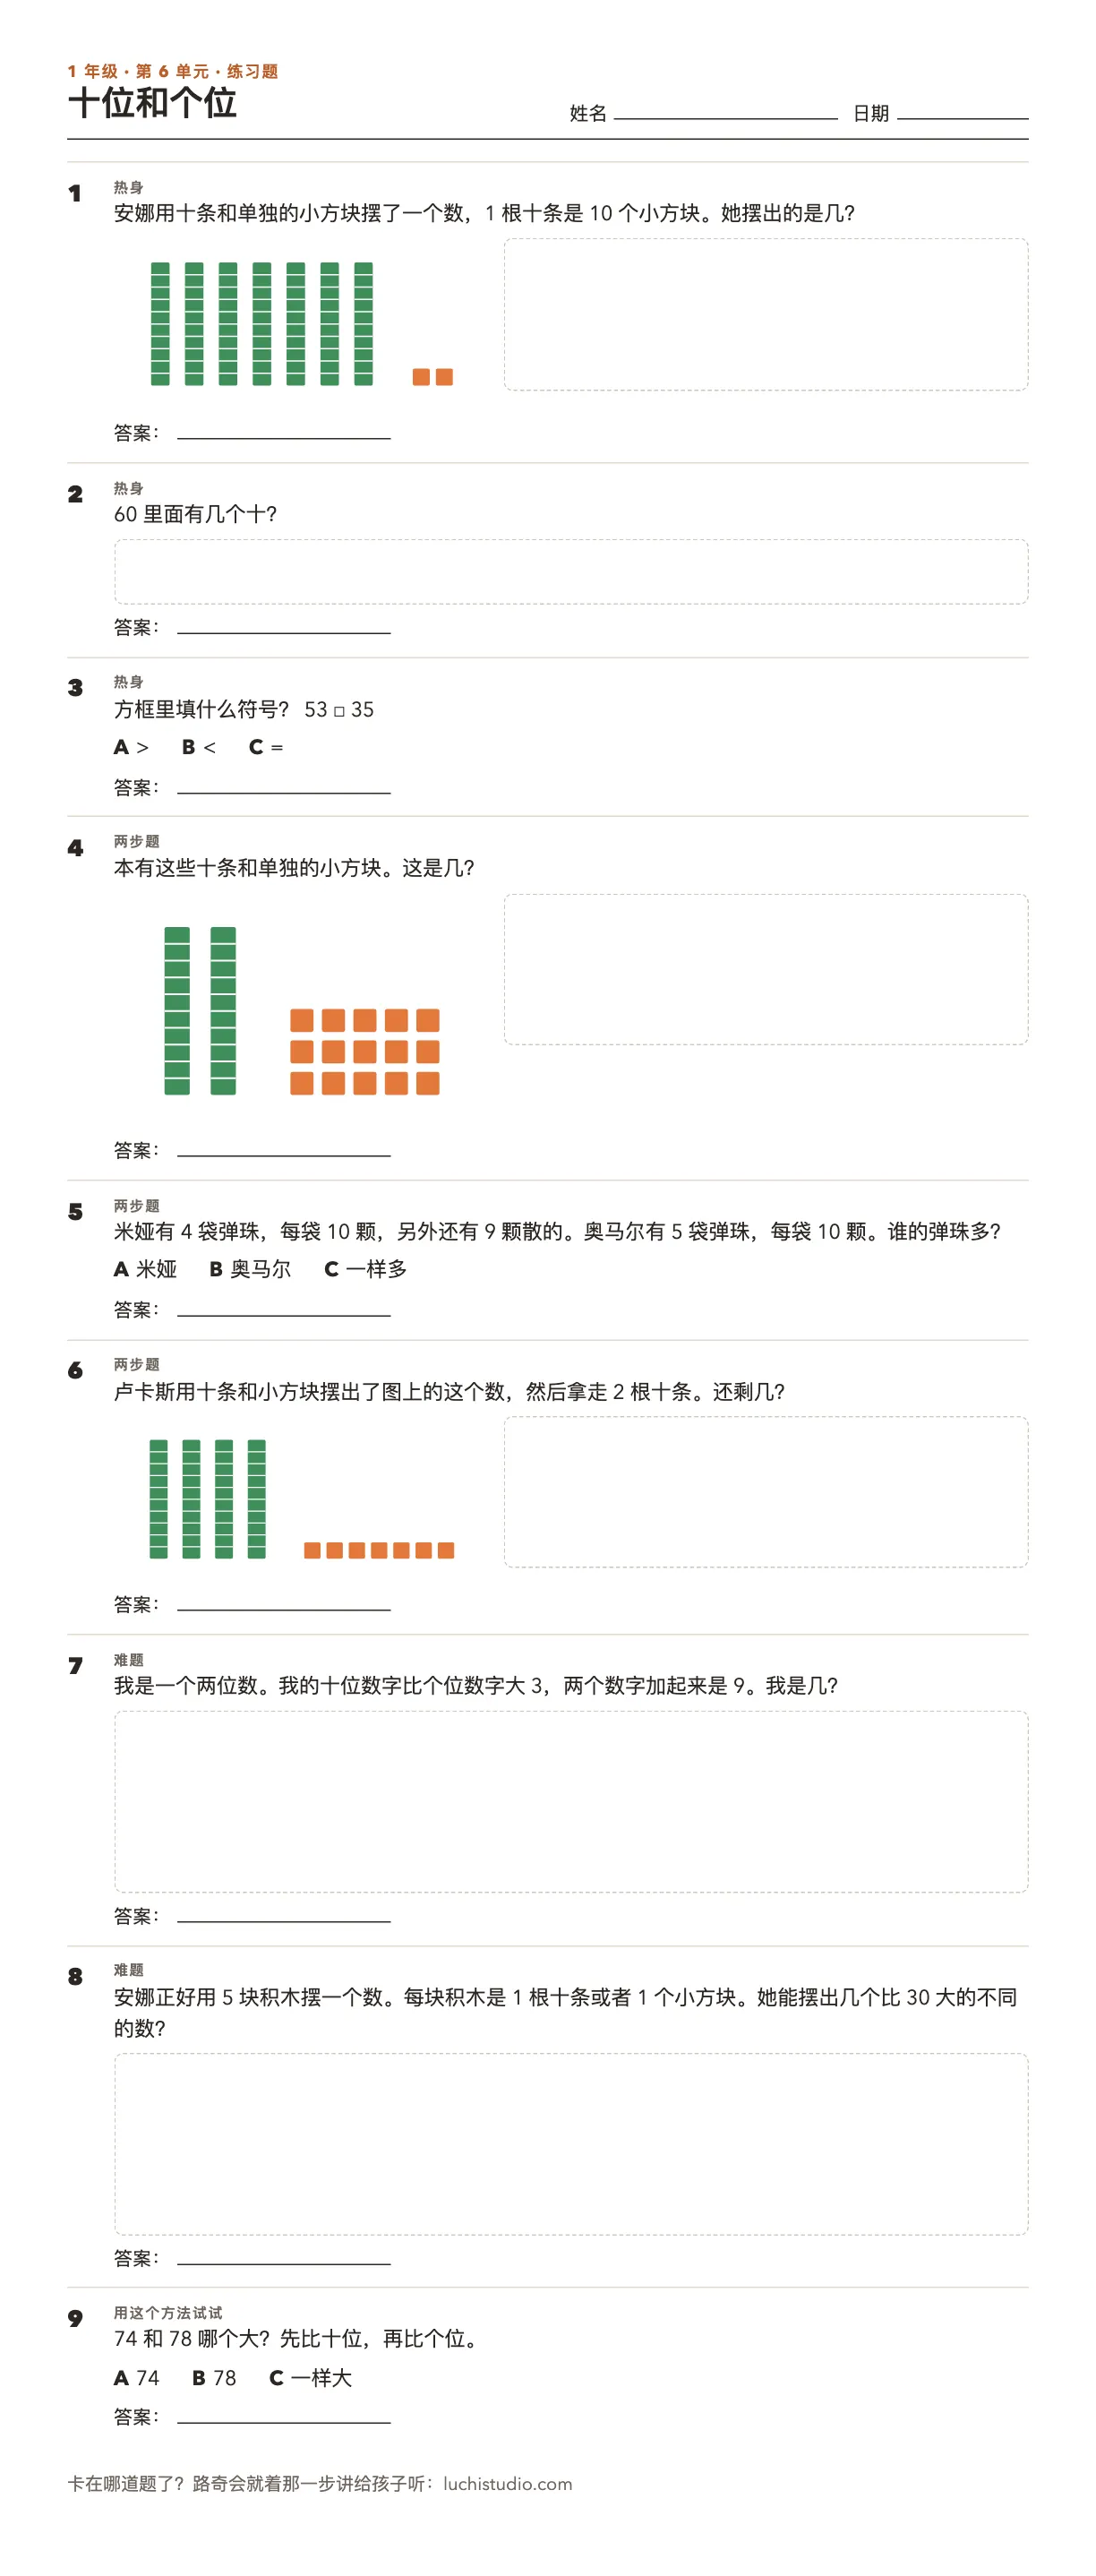 1 年级 · 第 6 单元 · 练习题
十位和个位
姓名
日期
1
热身
安娜用十条和单独的小方块摆了一个数，1 根十条是 10 个小方块。她摆出的是几？
答案：
2
热身
60 里面有几个十？
答案：
3
热身
方框里填什么符号？ 53 □ 35
A > B < C =
答案：
4
两步题
本有这些十条和单独的小方块。这是几？
答案：
5
两步题
米娅有 4 袋弹珠，每袋 10 颗，另外还有 9 颗散的。奥马尔有 5 袋弹珠，每袋 10 颗。谁的弹珠多？
A 米娅 B 奥马尔 C 一样多
答案：
6
两步题
卢卡斯用十条和小方块摆出了图上的这个数，然后拿走 2 根十条。还剩几？
答案：
7
难题
我是一个两位数。我的十位数字比个位数字大 3，两个数字加起来是 9。我是几？
答案：
8
难题
安娜正好用 5 块积木摆一个数。每块积木是 1 根十条或者 1 个小方块。她能摆出几个比 30 大的不同
的数？
答案：
9
用这个方法试试
74 和 78 哪个大？先比十位，再比个位。
A 74 B 78 C 一样大
答案：
卡在哪道题了？路奇会就着那一步讲给孩子听：luchistudio.com